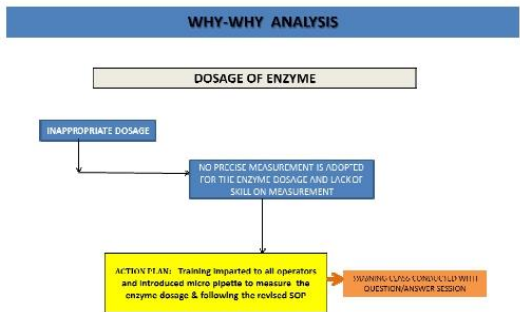 WHY-WHY ANALYSIS
DOSAGE OF ENZYME
INAPPROPRIATE DOSAGE
NO PRECISE MEASUREMENT IS ADOPTED
FOR THE ENZYME DOSAGE AND LACK OF
SKILL ON MEASUREMENT
ACTION PLAN: Training imparted to all operators
and introduced micro pipette to measure the
enzyme dosage & following the revised SOP
CLASS CONDUCTED WITH
QUESTION/ANSWER SESSION